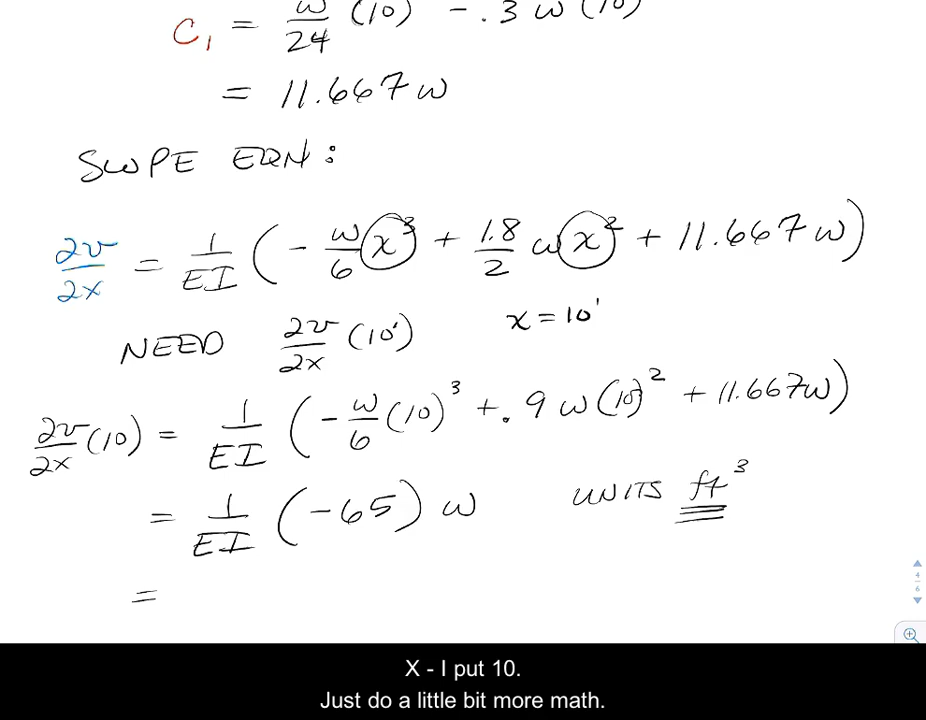 C₁ = w/24 (10) - .3 w (10)
= 11.667 w
SLOPE EQN :
∂v/∂x = 1/EI ( - w/6 x³ + 1.8/2 w x² + 11.667 w )
NEED ∂v/∂x (10') x = 10'
∂v/∂x (10) = 1/EI ( - w/6 (10)³ + .9 w (10)² + 11.667w )
= 1/EI ( -65 ) w UNITS ft³
=
4
6
X - I put 10.
Just do a little bit more math.